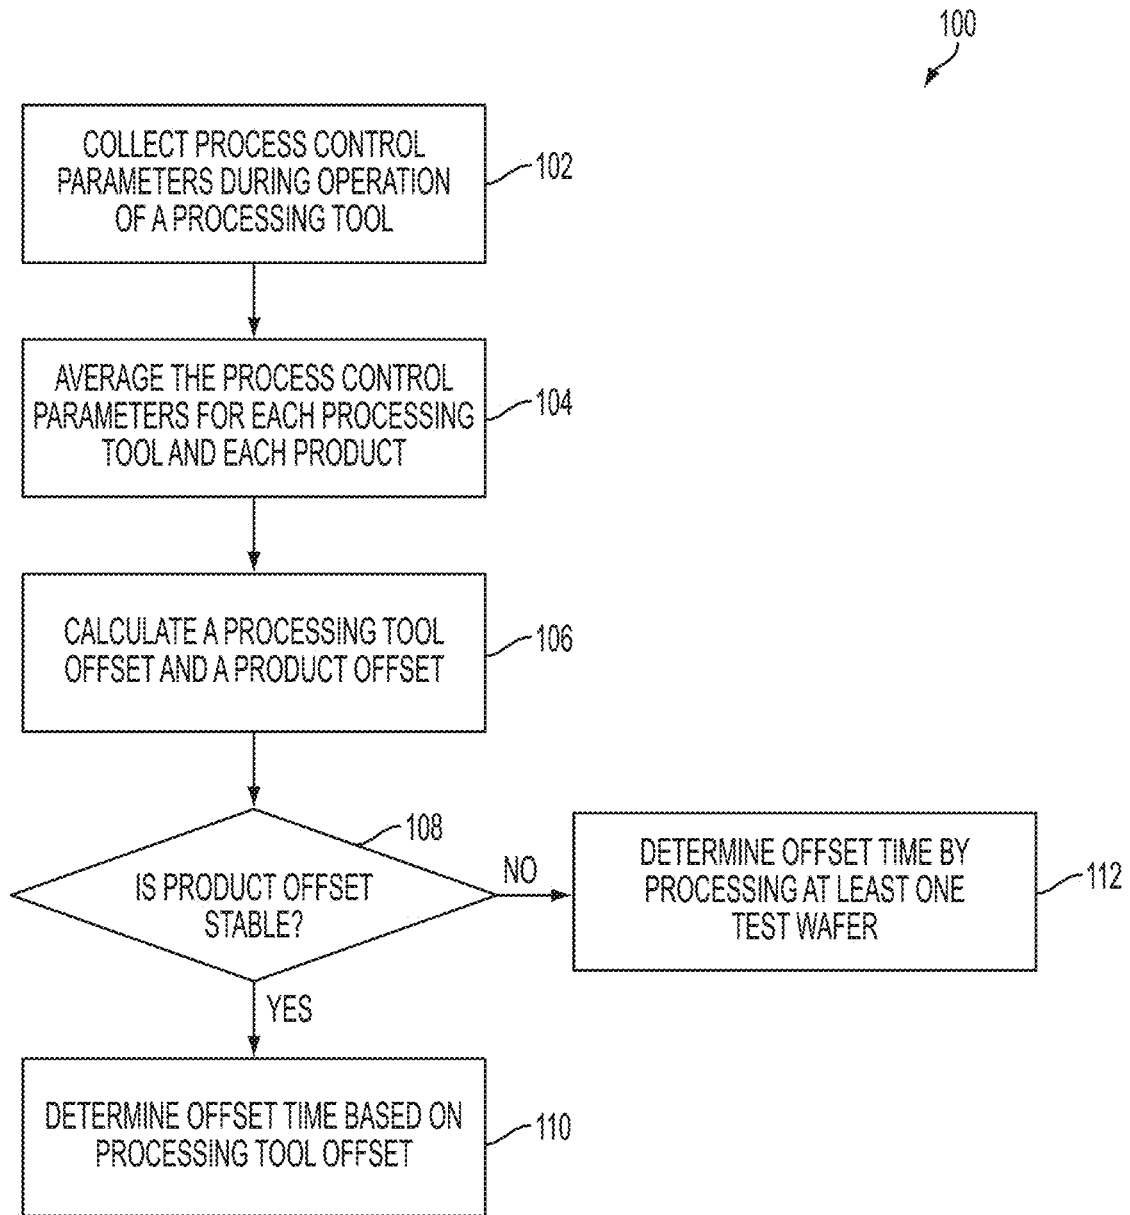 100
COLLECT PROCESS CONTROL
PARAMETERS DURING OPERATION
OF A PROCESSING TOOL
102
AVERAGE THE PROCESS CONTROL
PARAMETERS FOR EACH PROCESSING
TOOL AND EACH PRODUCT
104
CALCULATE A PROCESSING TOOL
OFFSET AND A PRODUCT OFFSET
106
108
IS PRODUCT OFFSET
STABLE?
NO
DETERMINE OFFSET TIME BY
PROCESSING AT LEAST ONE
TEST WAFER
112
YES
DETERMINE OFFSET TIME BASED ON
PROCESSING TOOL OFFSET
110